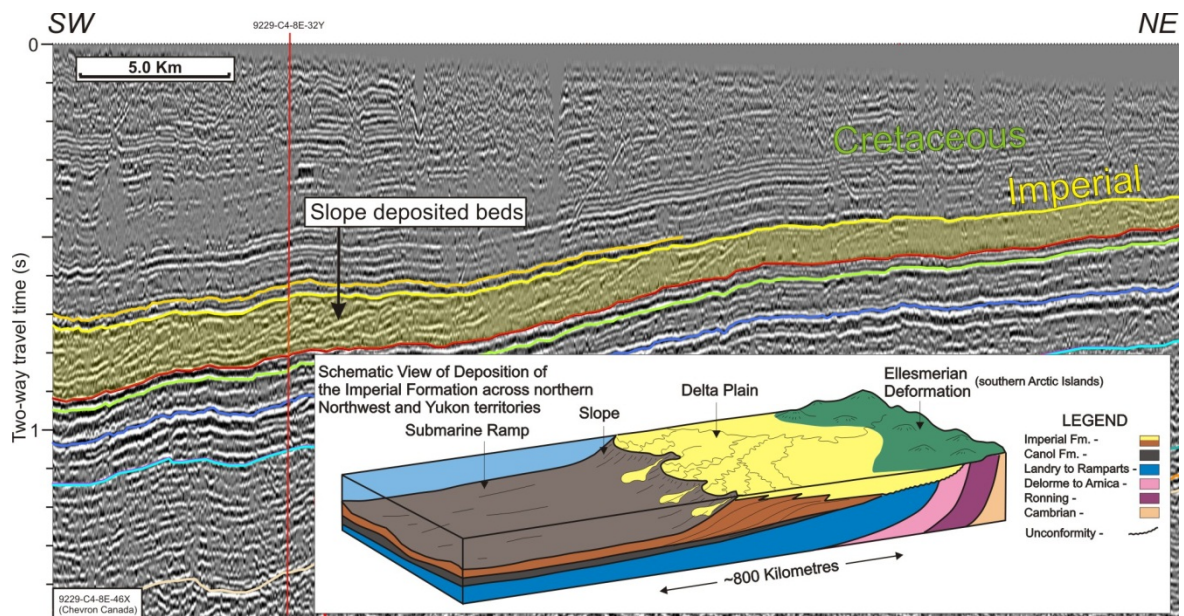 SW
9229-C4-8E-32Y
NE
0
5.0 Km
Cretaceous
Imperial
Slope deposited beds
Two-way travel time (s)
1
Schematic View of Deposition of
the Imperial Formation across northern
Northwest and Yukon territories
Submarine Ramp
Slope
Delta Plain
Ellesmerian
Deformation
(southern Arctic Islands)
LEGEND
Imperial Fm. -
Canol Fm. -
Landry to Ramparts -
Delorme to Arnica -
Ronning -
Cambrian -
Unconformity -
~800 Kilometres
9229-C4-8E-46X
(Chevron Canada)